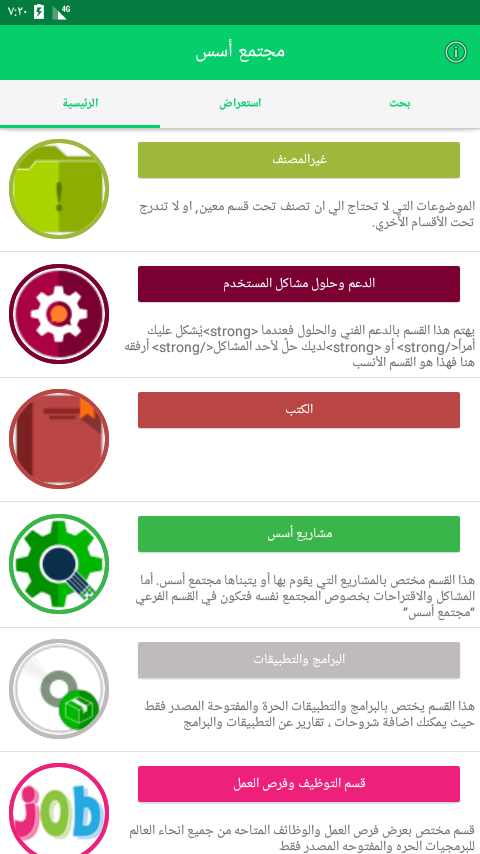 ٧:٢٠
4G
مجتمع أسس
الرئيسية
استعراض
بحث
غيرالمصنف
الموضوعات التي لا تحتاج الي ان تصنف تحت قسم معين, او لا تندرج
تحت الأقسام الأخري.
الدعم وحلول مشاكل المستخدم
يهتم هذا القسم بالدعم الفني والحلول فعندما <strong>يُشكل عليك
أمراً</strong> أو <strong>لديك حلّ لأحد المشاكل</strong> أرفقه
هنا فهذا هو القسم الأنسب
الكتب
مشاريع أسس
هذا القسم مختص بالمشاريع التي يقوم بها أو يتبناها مجتمع أسس. أما
المشاكل والاقتراحات بخصوص المجتمع نفسه فتكون في القسم الفرعي
“مجتمع أسس”
البرامج والتطبيقات
هذا القسم يختص بالبرامج والتطبيقات الحرة والمفتوحة المصدر فقط
حيث يمكنك اضافة شروحات ، تقارير عن التطبيقات والبرامج
قسم التوظيف وفرص العمل
job
قسم مختص بعرض فرص العمل والوظائف المتاحه من جميع انحاء العالم
للبرمجيات الحره والمفتوحه المصدر فقط